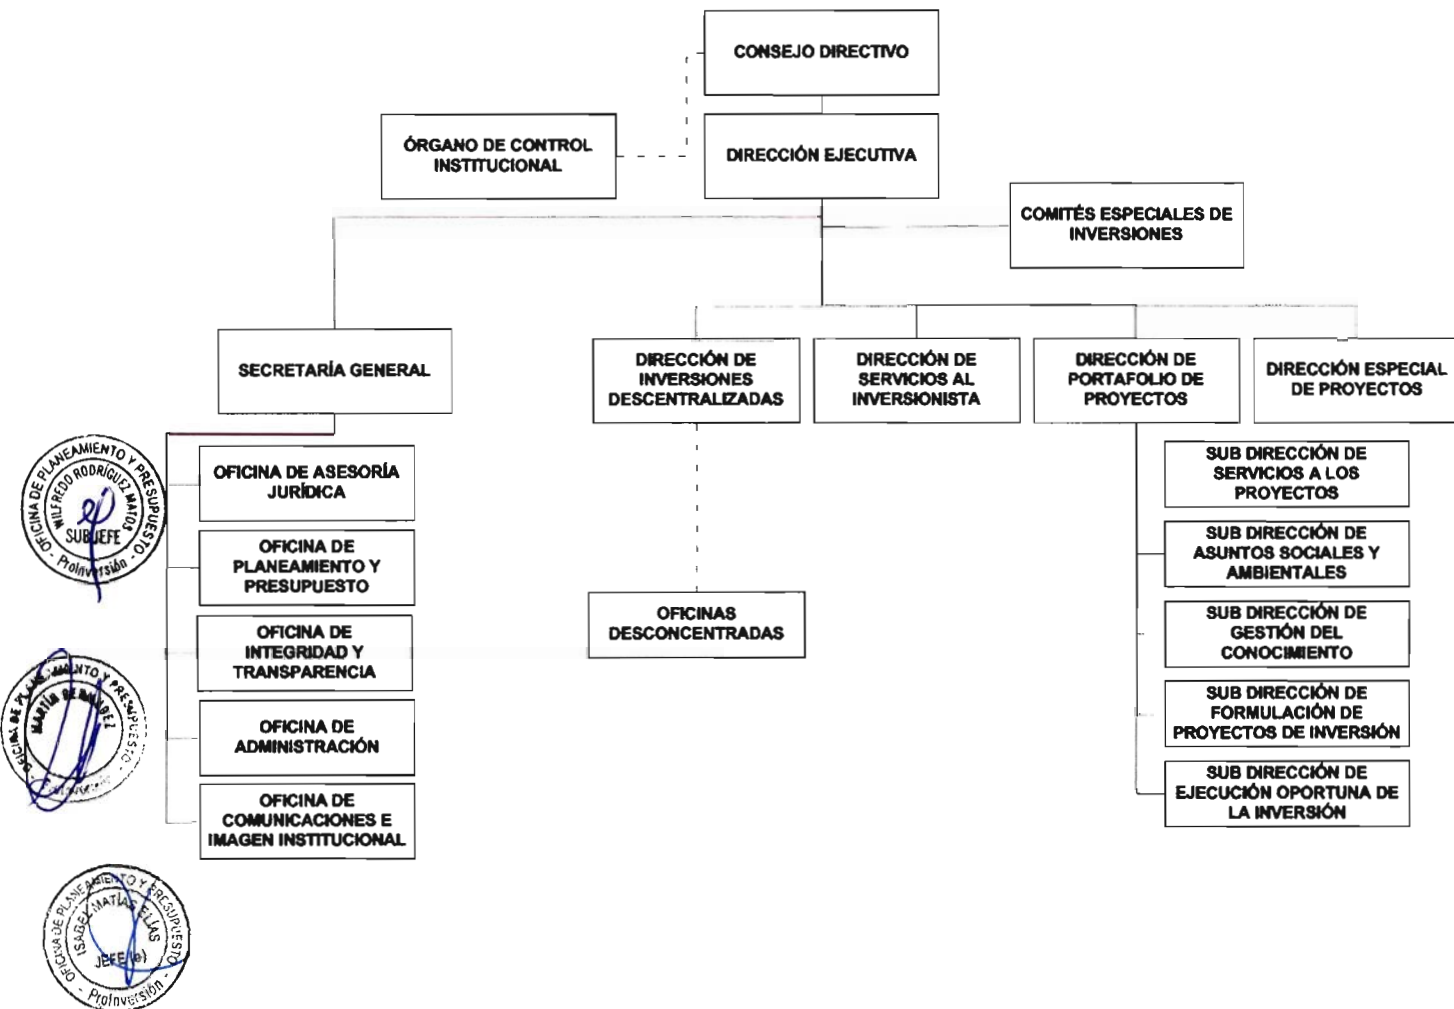 CONSEJO DIRECTIVO
ÓRGANO DE CONTROL
INSTITUCIONAL
DIRECCIÓN EJECUTIVA
COMITÉS ESPECIALES DE
INVERSIONES
SECRETARÍA GENERAL
DIRECCIÓN DE
INVERSIONES
DESCENTRALIZADAS
DIRECCIÓN DE
SERVICIOS AL
INVERSIONISTA
DIRECCIÓN DE
PORTAFOLIO DE
PROYECTOS
DIRECCIÓN ESPECIAL
DE PROYECTOS
OFICINA DE ASESORÍA
JURÍDICA
OFICINA DE
PLANEAMIENTO Y
PRESUPUESTO
OFICINA DE
INTEGRIDAD Y
TRANSPARENCIA
OFICINA DE
ADMINISTRACIÓN
OFICINA DE
COMUNICACIONES E
IMAGEN INSTITUCIONAL
OFICINAS
DESCONCENTRADAS
SUB DIRECCIÓN DE
SERVICIOS A LOS
PROYECTOS
SUB DIRECCIÓN DE
ASUNTOS SOCIALES Y
AMBIENTALES
SUB DIRECCIÓN DE
GESTIÓN DEL
CONOCIMIENTO
SUB DIRECCIÓN DE
FORMULACIÓN DE
PROYECTOS DE INVERSIÓN
SUB DIRECCIÓN DE
EJECUCIÓN OPORTUNA DE
LA INVERSIÓN
OFICINA DE PLANEAMIENTO Y PRESUPUESTO
WILFREDO RODRÍGUEZ MATOS
SUBJEFE
- ProInversión -
OFICINA DE PLANEAMIENTO Y PRESUPUESTO
MARTÍN
OFICINA DE PLANEAMIENTO Y PRESUPUESTO
ISABEL MATÍAS ELÍAS
JEFE (e)
- ProInversión -